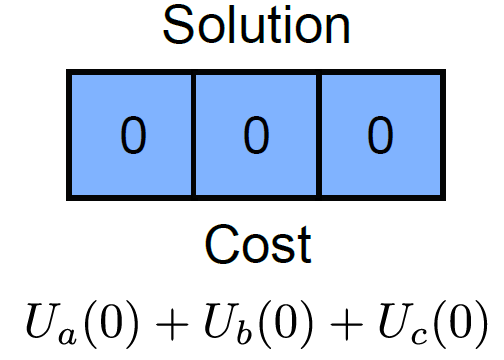 Solution
0 0 0
Cost
U_a(0) + U_b(0) + U_c(0)